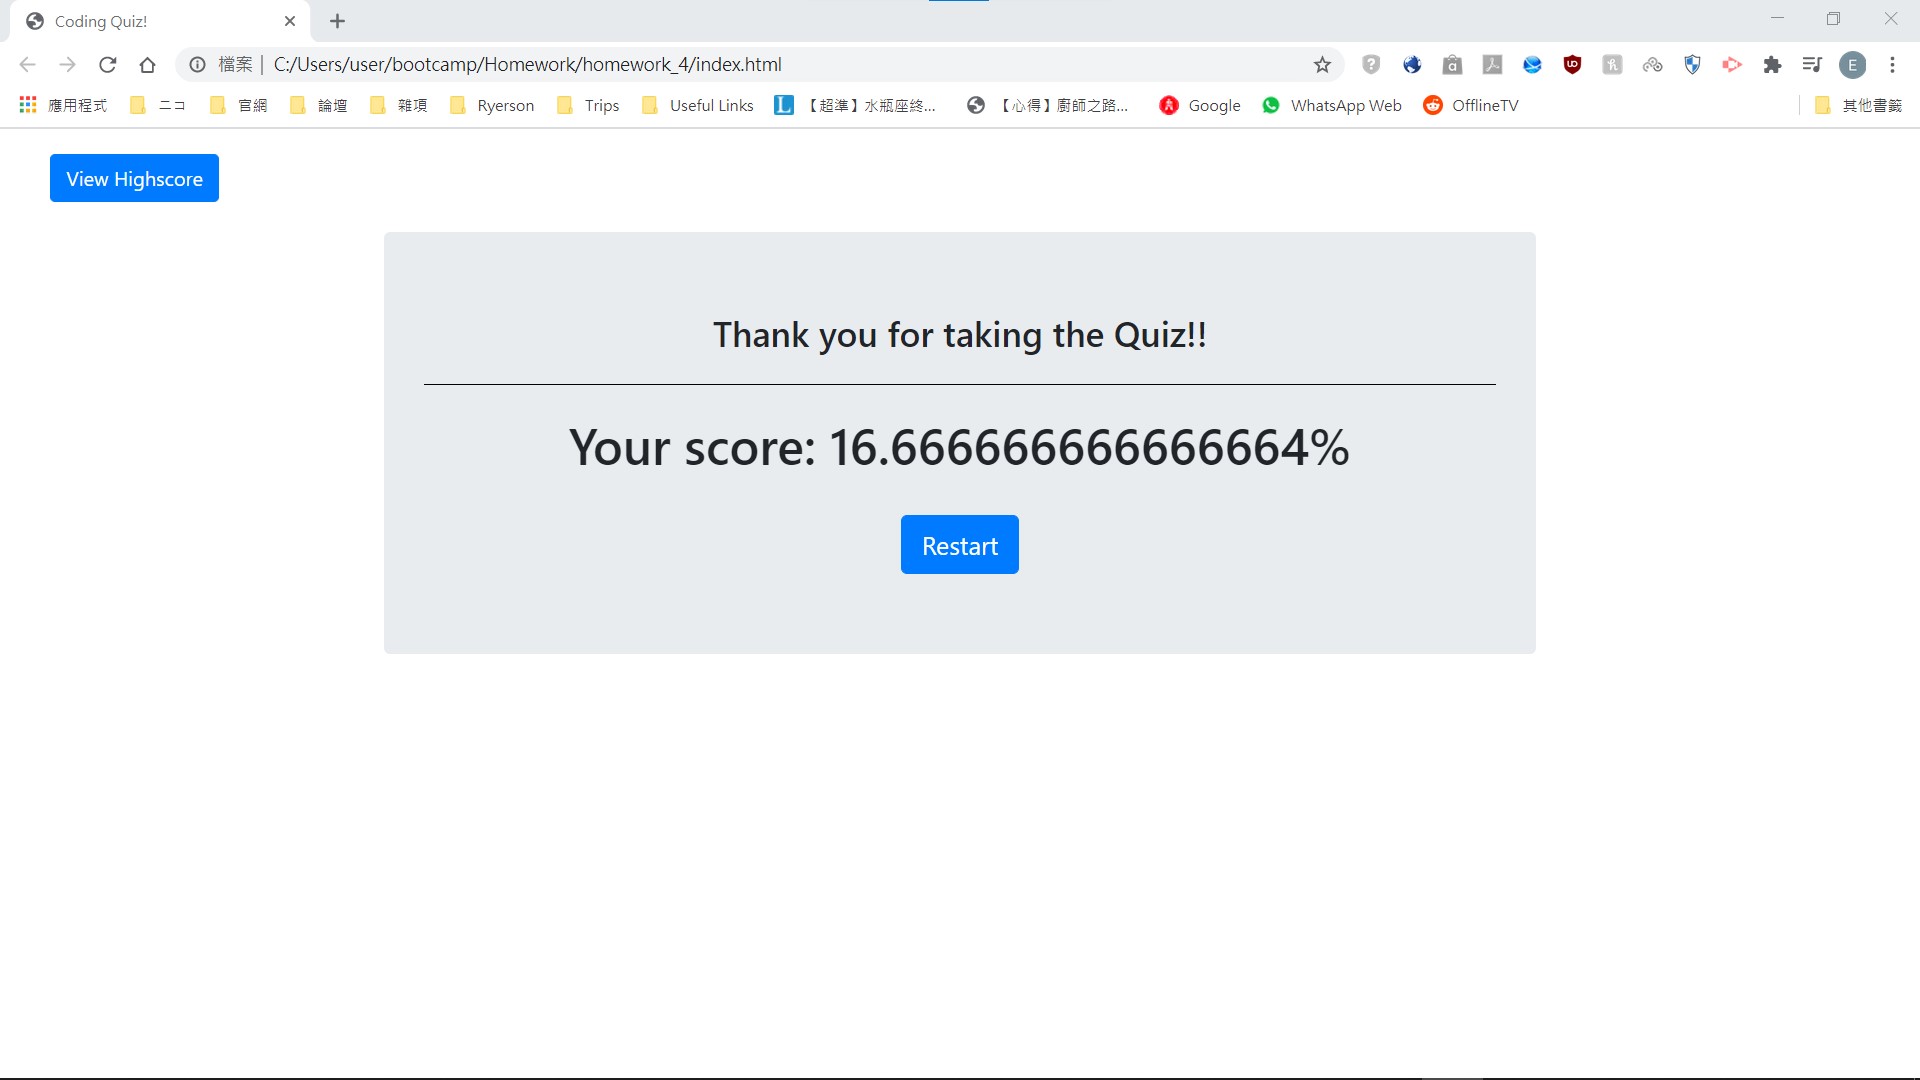 Coding Quiz!
檔案 | C:/Users/user/bootcamp/Homework/homework_4/index.html
E
應用程式 ニコ 官網 論壇 雜項 Ryerson Trips Useful Links 【超準】水瓶座終... 【心得】廚師之路... Google WhatsApp Web OfflineTV 其他書籤
View Highscore
Thank you for taking the Quiz!!
Your score: 16.666666666666664%
Restart